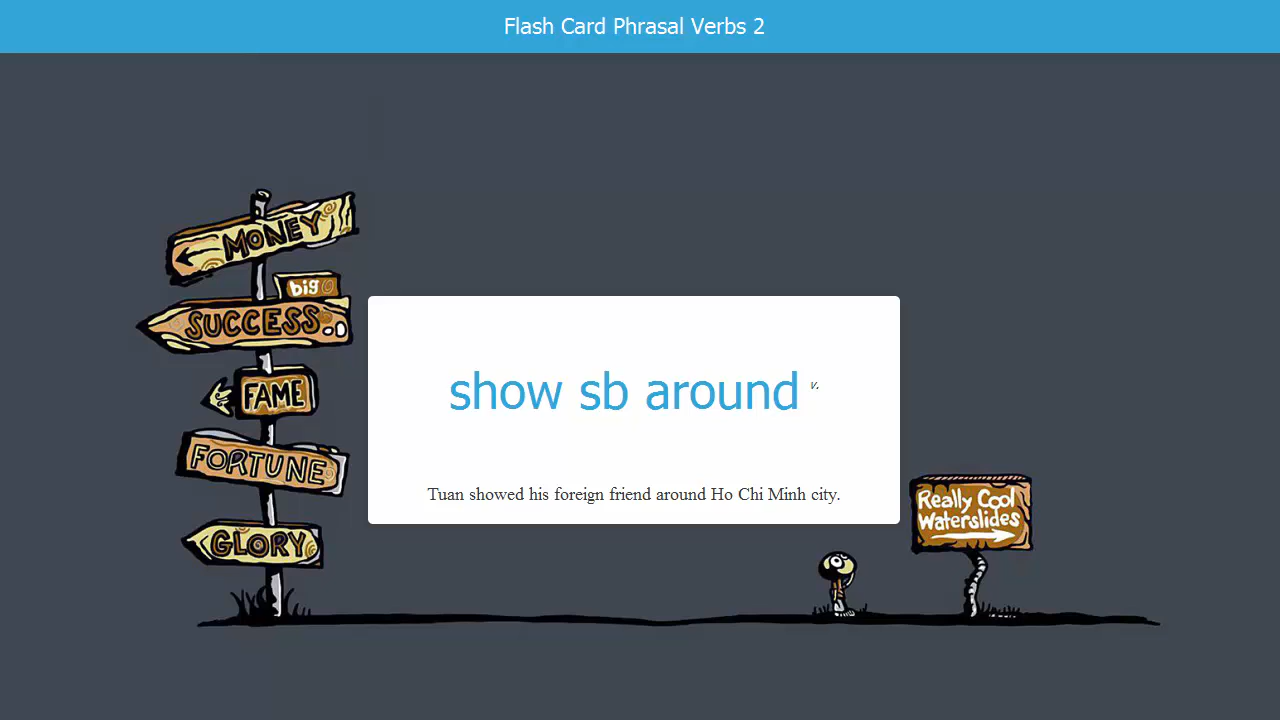 Flash Card Phrasal Verbs 2
MONEY
big
SUCCESS
FAME
FORTUNE
GLORY
show sb around v.
Tuan showed his foreign friend around Ho Chi Minh city.
Really Cool
Waterslides